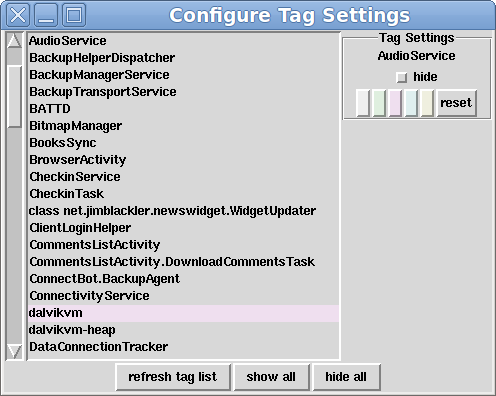 Configure Tag Settings
AudioService
BackupHelperDispatcher
BackupManagerService
BackupTransportService
BATTD
BitmapManager
BooksSync
BrowserActivity
CheckinService
CheckinTask
class net.jimblackler.newswidget.WidgetUpdater
ClientLoginHelper
CommentsListActivity
CommentsListActivity.DownloadCommentsTask
ConnectBot.BackupAgent
ConnectivityService
dalvikvm
dalvikvm-heap
DataConnectionTracker
Tag Settings
AudioService
hide
reset
refresh tag list
show all
hide all